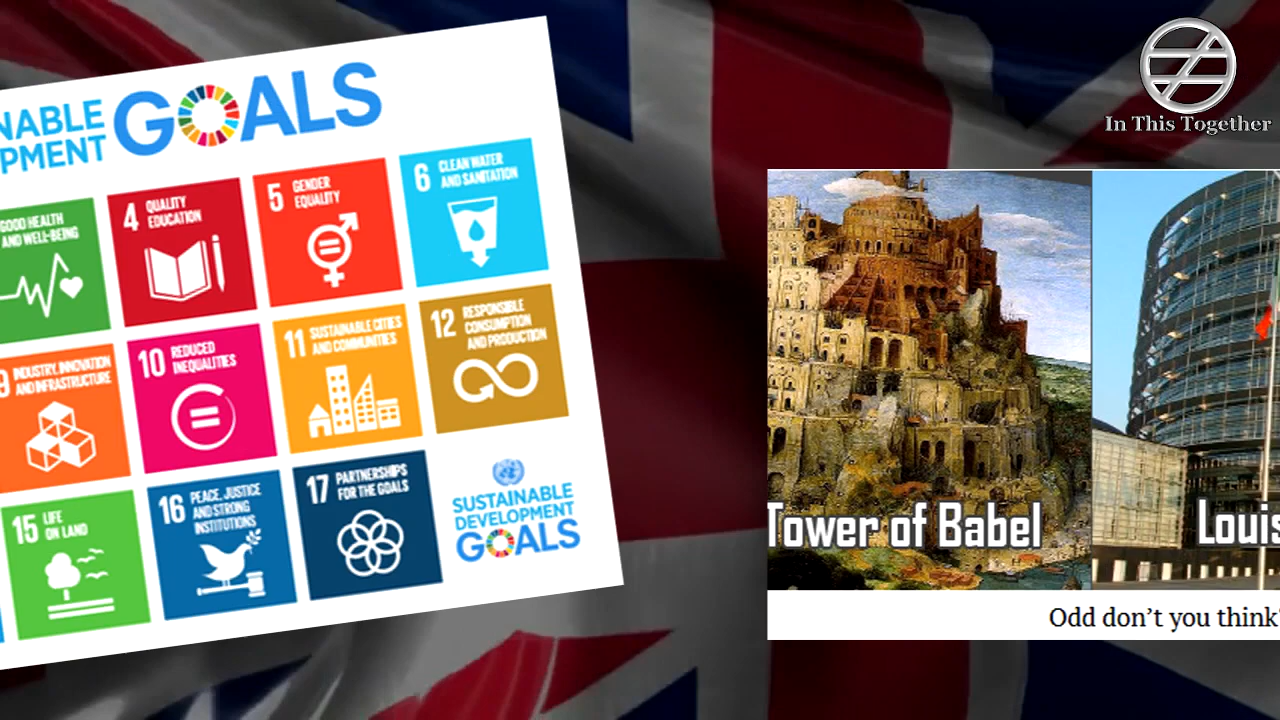 NABLE
PMENT
GOALS
GOOD HEALTH
AND WELL-BEING
4 QUALITY
EDUCATION
5 GENDER
EQUALITY
6 CLEAN WATER
AND SANITATION
9 INDUSTRY, INNOVATION
AND INFRASTRUCTURE
10 REDUCED
INEQUALITIES
11 SUSTAINABLE CITIES
AND COMMUNITIES
12 RESPONSIBLE
CONSUMPTION
AND PRODUCTION
15 LIFE
ON LAND
16 PEACE, JUSTICE
AND STRONG
INSTITUTIONS
17 PARTNERSHIPS
FOR THE GOALS
SUSTAINABLE
DEVELOPMENT
GOALS
In This Together
Tower of Babel
Louis
Odd don't you think?